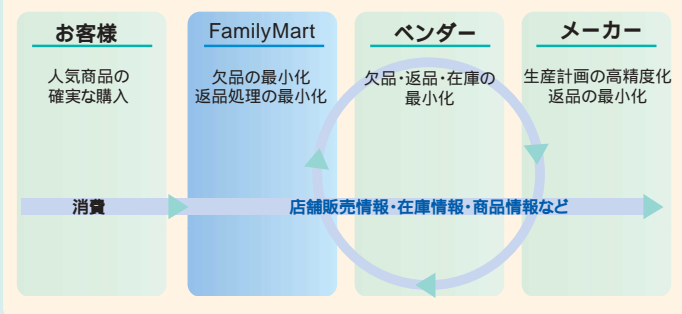 お客様
人気商品の
確実な購入
FamilyMart
欠品の最小化
返品処理の最小化
ベンダー
欠品・返品・在庫の
最小化
メーカー
生産計画の高精度化
返品の最小化
消費
店舗販売情報・在庫情報・商品情報など